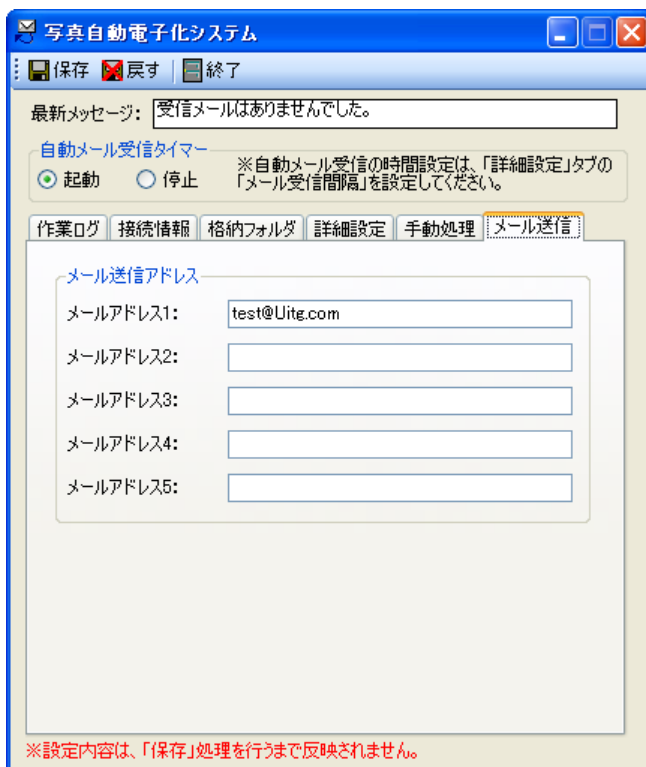 写真自動電子化システム
保存 戻す 終了
最新メッセージ: 受信メールはありませんでした。
自動メール受信タイマー
起動 停止
※自動メール受信の時間設定は、「詳細設定」タブの
「メール受信間隔」を設定してください。
作業ログ 接続情報 格納フォルダ 詳細設定 手動処理 メール送信
メール送信アドレス
メールアドレス1: test@Uitg.com
メールアドレス2:
メールアドレス3:
メールアドレス4:
メールアドレス5:
※設定内容は、「保存」処理を行うまで反映されません。